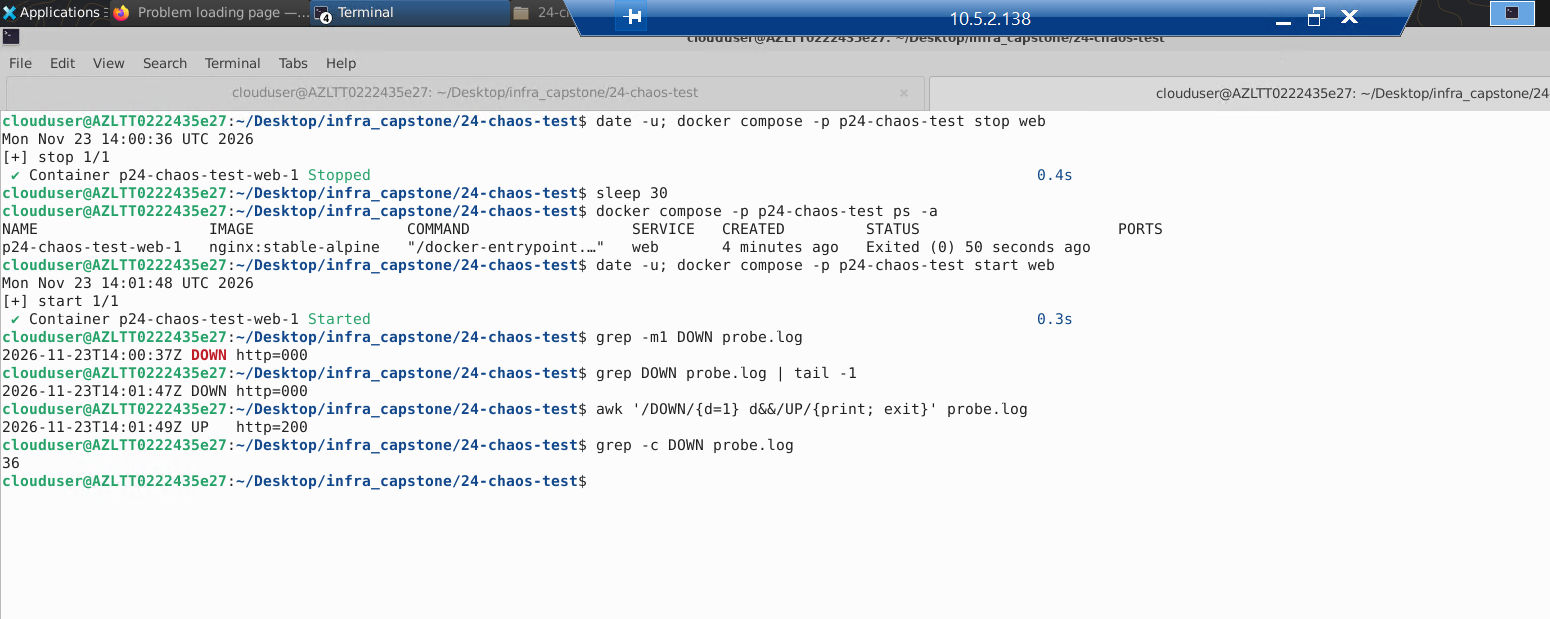 Applications Problem loading page —... 4 Terminal 24-c
10.5.2.138
clouduser@AZLTT0222435e27: ~/Desktop/infra_capstone/24-chaos-test
File Edit View Search Terminal Tabs Help
clouduser@AZLTT0222435e27: ~/Desktop/infra_capstone/24-chaos-test × clouduser@AZLTT0222435e27: ~/Desktop/infra_capstone/24
clouduser@AZLTT0222435e27:~/Desktop/infra_capstone/24-chaos-test$ date -u; docker compose -p p24-chaos-test stop web
Mon Nov 23 14:00:36 UTC 2026
[+] stop 1/1
✔ Container p24-chaos-test-web-1 Stopped 0.4s
clouduser@AZLTT0222435e27:~/Desktop/infra_capstone/24-chaos-test$ sleep 30
clouduser@AZLTT0222435e27:~/Desktop/infra_capstone/24-chaos-test$ docker compose -p p24-chaos-test ps -a
NAME IMAGE COMMAND SERVICE CREATED STATUS PORTS
p24-chaos-test-web-1 nginx:stable-alpine "/docker-entrypoint.…" web 4 minutes ago Exited (0) 50 seconds ago
clouduser@AZLTT0222435e27:~/Desktop/infra_capstone/24-chaos-test$ date -u; docker compose -p p24-chaos-test start web
Mon Nov 23 14:01:48 UTC 2026
[+] start 1/1
✔ Container p24-chaos-test-web-1 Started 0.3s
clouduser@AZLTT0222435e27:~/Desktop/infra_capstone/24-chaos-test$ grep -m1 DOWN probe.log
2026-11-23T14:00:37Z DOWN http=000
clouduser@AZLTT0222435e27:~/Desktop/infra_capstone/24-chaos-test$ grep DOWN probe.log | tail -1
2026-11-23T14:01:47Z DOWN http=000
clouduser@AZLTT0222435e27:~/Desktop/infra_capstone/24-chaos-test$ awk '/DOWN/{d=1} d&&/UP/{print; exit}' probe.log
2026-11-23T14:01:49Z UP http=200
clouduser@AZLTT0222435e27:~/Desktop/infra_capstone/24-chaos-test$ grep -c DOWN probe.log
36
clouduser@AZLTT0222435e27:~/Desktop/infra_capstone/24-chaos-test$